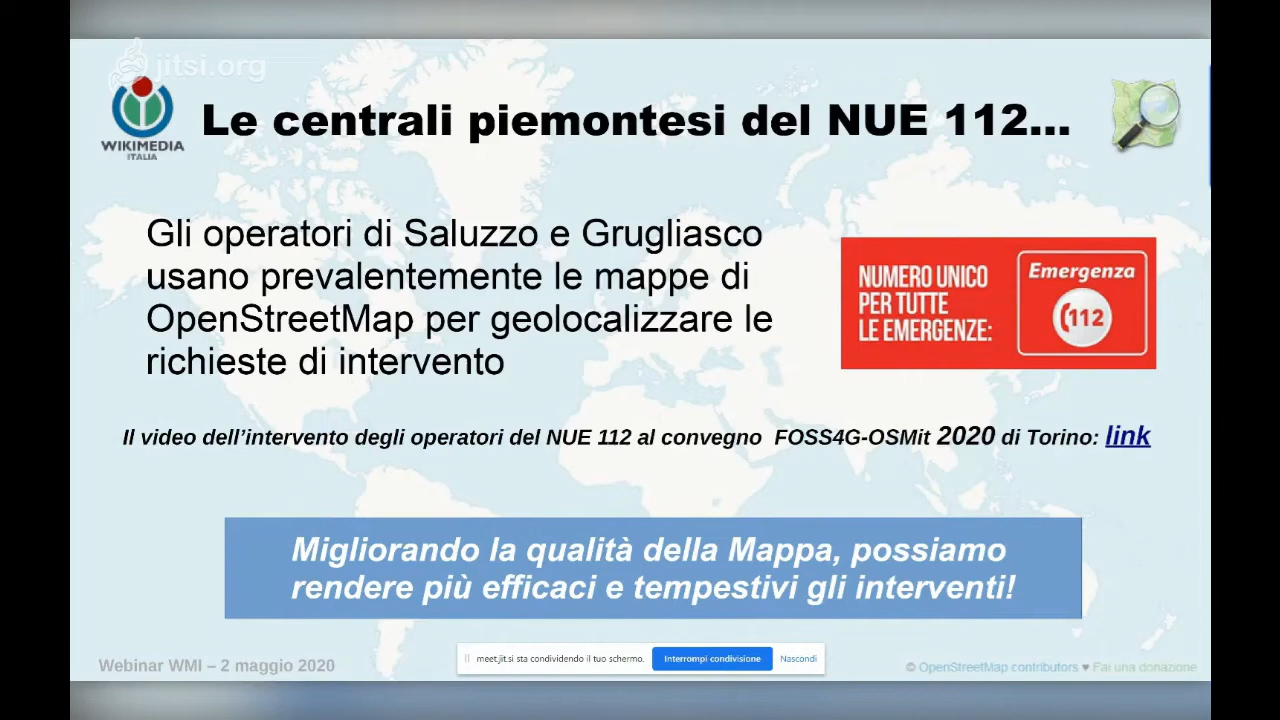 jitsi.org
WIKIMEDIA
ITALIA
Le centrali piemontesi del NUE 112...
Gli operatori di Saluzzo e Grugliasco
usano prevalentemente le mappe di
OpenStreetMap per geolocalizzare le
richieste di intervento
NUMERO UNICO
PER TUTTE
LE EMERGENZE:
Emergenza
112
Il video dell'intervento degli operatori del NUE 112 al convegno FOSS4G-OSMit 2020 di Torino: link
Migliorando la qualità della Mappa, possiamo
rendere più efficaci e tempestivi gli interventi!
Webinar WMI – 2 maggio 2020
meet.jit.si sta condividendo il tuo schermo. Interrompi condivisione Nascondi
© OpenStreetMap contributors ♥ Fai una donazione